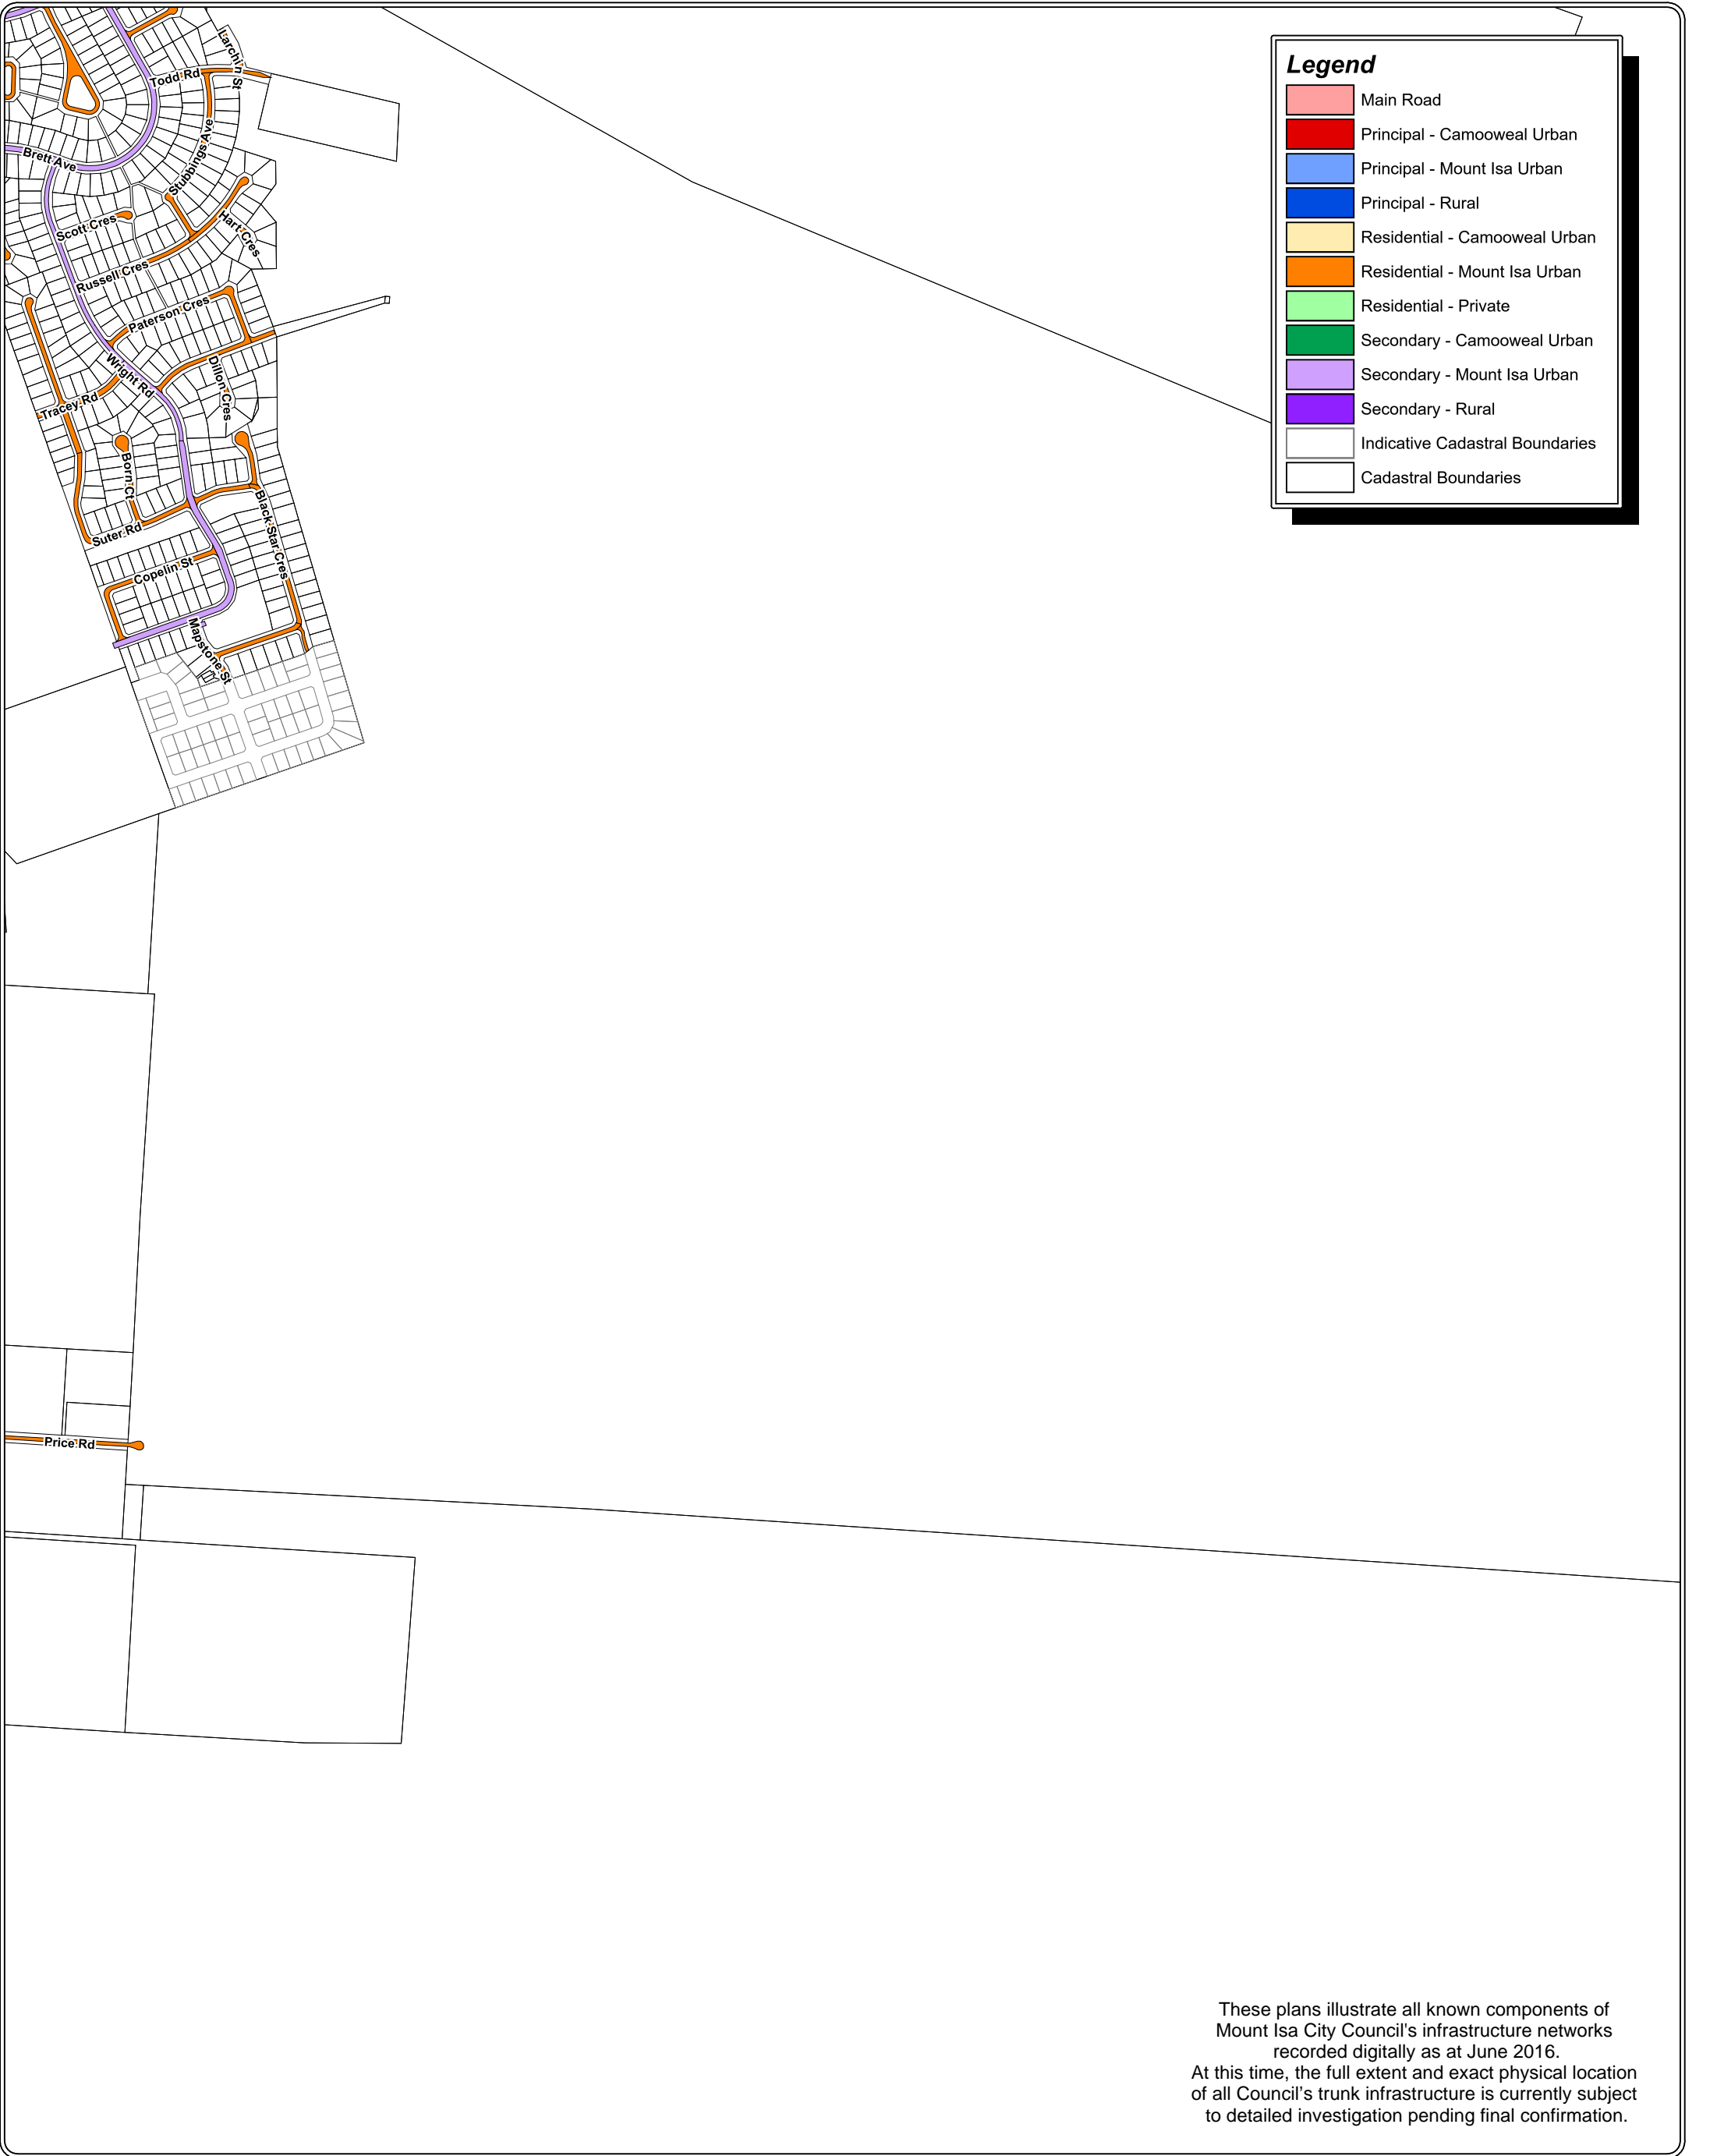 Larchin St
Todd Rd
Brett Ave
Stubbings Ave
Scott Cres
Hart Cres
Russell Cres
Paterson Cres
Wright Rd
Dillon Cres
Tracey Rd
Born Ct
Black Star Cres
Suter Rd
Copelin St
Mapstone St
Price Rd
Legend
Main Road
Principal - Camooweal Urban
Principal - Mount Isa Urban
Principal - Rural
Residential - Camooweal Urban
Residential - Mount Isa Urban
Residential - Private
Secondary - Camooweal Urban
Secondary - Mount Isa Urban
Secondary - Rural
Indicative Cadastral Boundaries
Cadastral Boundaries
These plans illustrate all known components of
Mount Isa City Council's infrastructure networks
recorded digitally as at June 2016.
At this time, the full extent and exact physical location
of all Council’s trunk infrastructure is currently subject
to detailed investigation pending final confirmation.